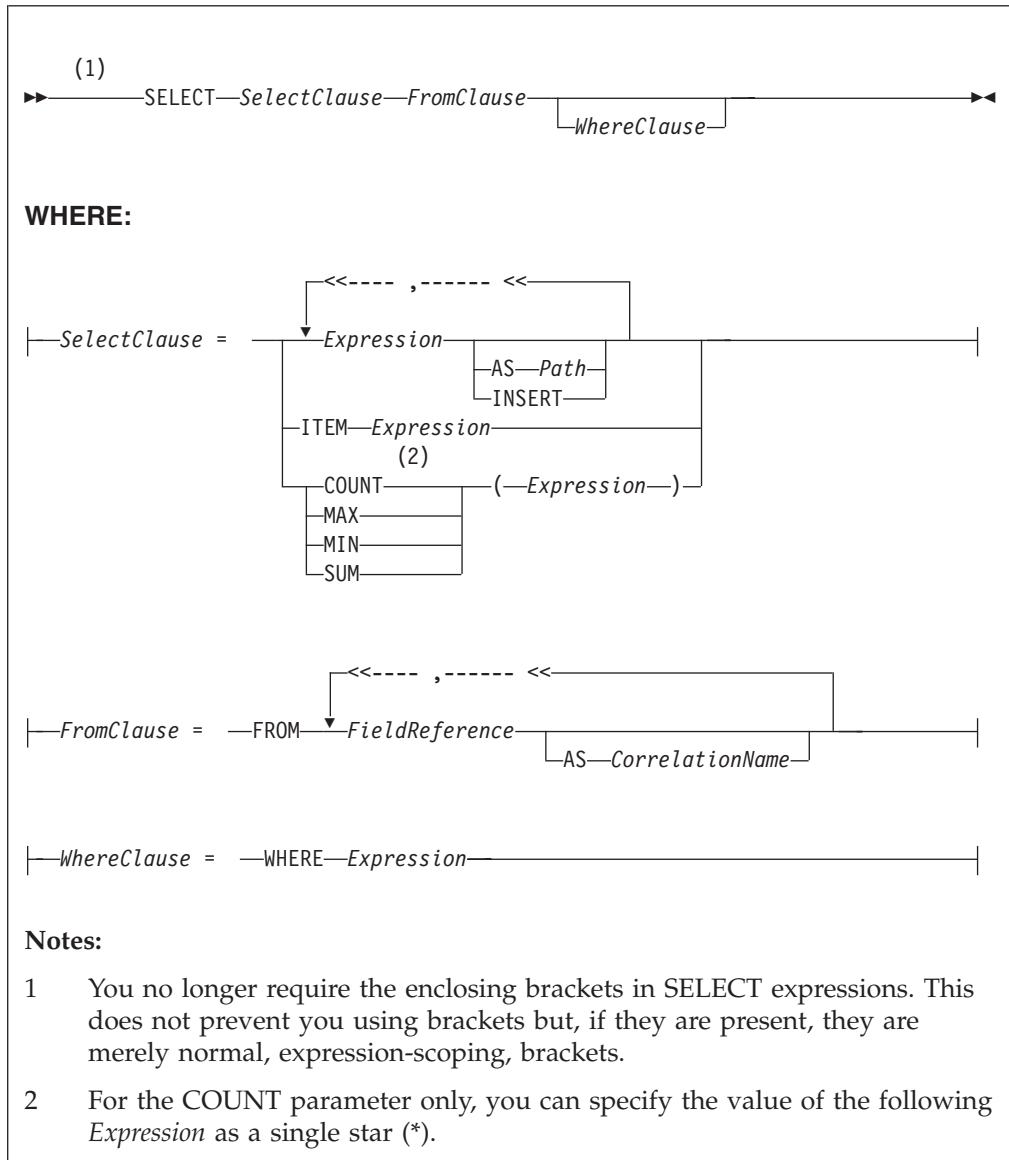 (1)
SELECT SelectClause FromClause
WhereClause
WHERE:
<<---- ,------ <<
SelectClause = Expression
AS Path
INSERT
ITEM Expression
(2)
COUNT ( Expression )
MAX
MIN
SUM
<<---- ,------ <<
FromClause = FROM FieldReference
AS CorrelationName
WhereClause = WHERE Expression
Notes:
1 You no longer require the enclosing brackets in SELECT expressions. This
does not prevent you using brackets but, if they are present, they are
merely normal, expression-scoping, brackets.
2 For the COUNT parameter only, you can specify the value of the following
Expression as a single star (*).